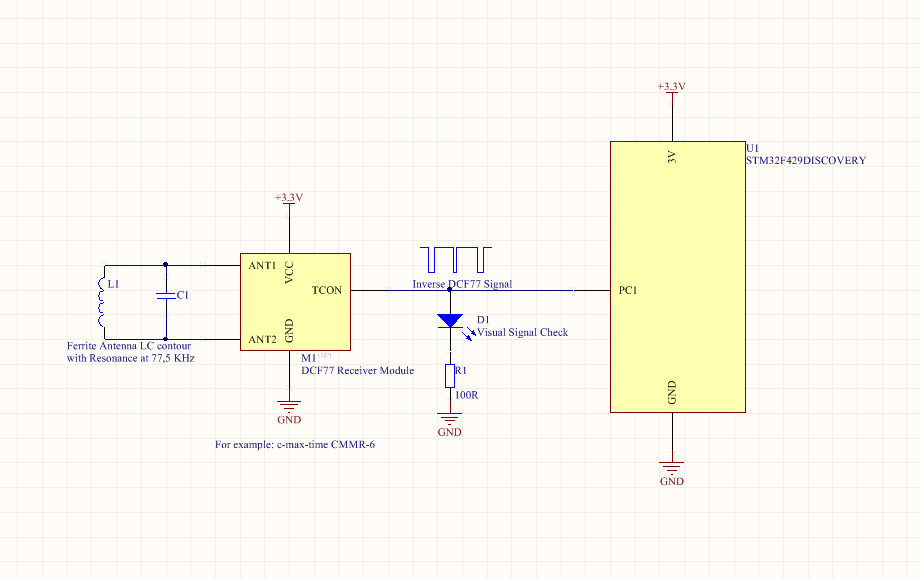 +3.3V
U1
STM32F429DISCOVERY
3V
+3.3V
ANT1
VCC
L1
C1
TCON
Inverse DCF77 Signal
PC1
D1
Visual Signal Check
ANT2
GND
Ferrite Antenna LC contour
with Resonance at 77,5 KHz
M1
DCF77 Receiver Module
R1
100R
GND
GND
GND
For example: c-max-time CMMR-6
GND